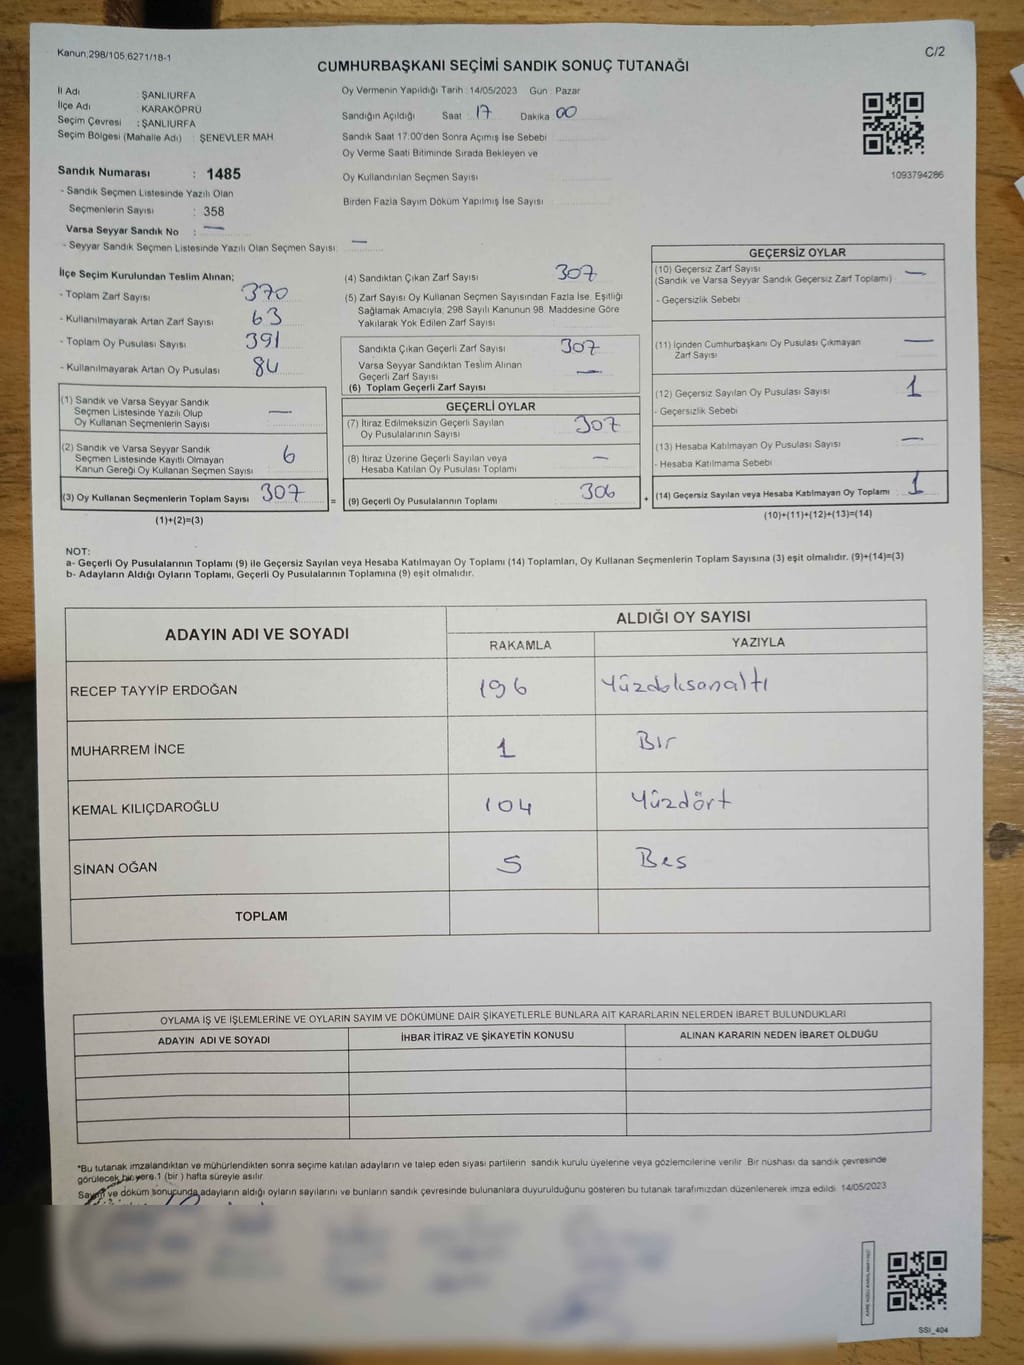 Kanun;298/105;6271/18-1
C/2
CUMHURBAŞKANI SEÇİMİ SANDIK SONUÇ TUTANAĞI
İl Adı : ŞANLIURFA
İlçe Adı : KARAKÖPRÜ
Seçim Çevresi : ŞANLIURFA
Seçim Bölgesi (Mahalle Adı) : ŞENEVLER MAH
Oy Vermenin Yapıldığı Tarih : 14/05/2023 Gün : Pazar
Sandığın Açıldığı Saat : 17 Dakika 00
Sandık Saat 17:00'den Sonra Açımış İse Sebebi
Oy Verme Saati Bitiminde Sırada Bekleyen ve
Oy Kullandırılan Seçmen Sayısı
Birden Fazla Sayım Döküm Yapılmış İse Sayısı
1093794286
Sandık Numarası : 1485
- Sandık Seçmen Listesinde Yazılı Olan
Seçmenlerin Sayısı : 358
Varsa Seyyar Sandık No : —
- Seyyar Sandık Seçmen Listesinde Yazılı Olan Seçmen Sayısı: —
İlçe Seçim Kurulundan Teslim Alınan;
- Toplam Zarf Sayısı 370
- Kullanılmayarak Artan Zarf Sayısı 63
- Toplam Oy Pusulası Sayısı 391
- Kullanılmayarak Artan Oy Pusulası 84
(1) Sandık ve Varsa Seyyar Sandık
Seçmen Listesinde Yazılı Olup
Oy Kullanan Seçmenlerin Sayısı —
(2) Sandık ve Varsa Seyyar Sandık
Seçmen Listesinde Kayıtlı Olmayan
Kanun Gereği Oy Kullanan Seçmen Sayısı 6
(3) Oy Kullanan Seçmenlerin Toplam Sayısı 307
(1)+(2)=(3)
=
(4) Sandıktan Çıkan Zarf Sayısı 307
(5) Zarf Sayısı Oy Kullanan Seçmen Sayısından Fazla İse, Eşitliği
Sağlamak Amacıyla, 298 Sayılı Kanunun 98. Maddesine Göre
Yakılarak Yok Edilen Zarf Sayısı
Sandıkta Çıkan Geçerli Zarf Sayısı 307
Varsa Seyyar Sandıktan Teslim Alınan
Geçerli Zarf Sayısı —
(6) Toplam Geçerli Zarf Sayısı
GEÇERLİ OYLAR
(7) İtiraz Edilmeksizin Geçerli Sayılan
Oy Pusulalarının Sayısı 307
(8) İtiraz Üzerine Geçerli Sayılan veya
Hesaba Katılan Oy Pusulası Toplamı —
(9) Geçerli Oy Pusulalarının Toplamı 306
+
GEÇERSİZ OYLAR
(10) Geçersiz Zarf Sayısı
(Sandık ve Varsa Seyyar Sandık Geçersiz Zarf Toplamı) —
- Geçersizlik Sebebi
(11) İçinden Cumhurbaşkanı Oy Pusulası Çıkmayan
Zarf Sayısı —
(12) Geçersiz Sayılan Oy Pusulası Sayısı 1
- Geçersizlik Sebebi
(13) Hesaba Katılmayan Oy Pusulası Sayısı —
- Hesaba Katılmama Sebebi
(14) Geçersiz Sayılan veya Hesaba Katılmayan Oy Toplamı : 1
(10)+(11)+(12)+(13)=(14)
NOT:
a- Geçerli Oy Pusulalarının Toplamı (9) ile Geçersiz Sayılan veya Hesaba Katılmayan Oy Toplamı (14) Toplamları, Oy Kullanan Seçmenlerin Toplam Sayısına (3) eşit olmalıdır. (9)+(14)=(3)
b- Adayların Aldığı Oyların Toplamı, Geçerli Oy Pusulalarının Toplamına (9) eşit olmalıdır.
ADAYIN ADI VE SOYADI ALDIĞI OY SAYISI
RAKAMLA YAZIYLA
RECEP TAYYİP ERDOĞAN 196 Yüzdoksanaltı
MUHARREM İNCE 1 Bir
KEMAL KILIÇDAROĞLU 104 Yüzdört
SİNAN OĞAN 5 Bes
TOPLAM
OYLAMA İŞ VE İŞLEMLERİNE VE OYLARIN SAYIM VE DÖKÜMÜNE DAİR ŞİKAYETLERLE BUNLARA AİT KARARLARIN NELERDEN İBARET BULUNDUKLARI
ADAYIN ADI VE SOYADI İHBAR İTİRAZ VE ŞİKAYETİN KONUSU ALINAN KARARIN NEDEN İBARET OLDUĞU
*Bu tutanak imzalandıktan ve mühürlendikten sonra seçime katılan adayların ve talep eden siyasi partilerin sandık kurulu üyelerine veya gözlemcilerine verilir. Bir nüshası da sandık çevresinde
görülecek bir yere 1 (bir ) hafta süreyle asılır.
Sayım ve döküm sonucunda adayların aldığı oyların sayılarını ve bunların sandık çevresinde bulunanlara duyurulduğunu gösteren bu tutanak tarafımızdan düzenlenerek imza edildi. 14/05/2023
SSI_404